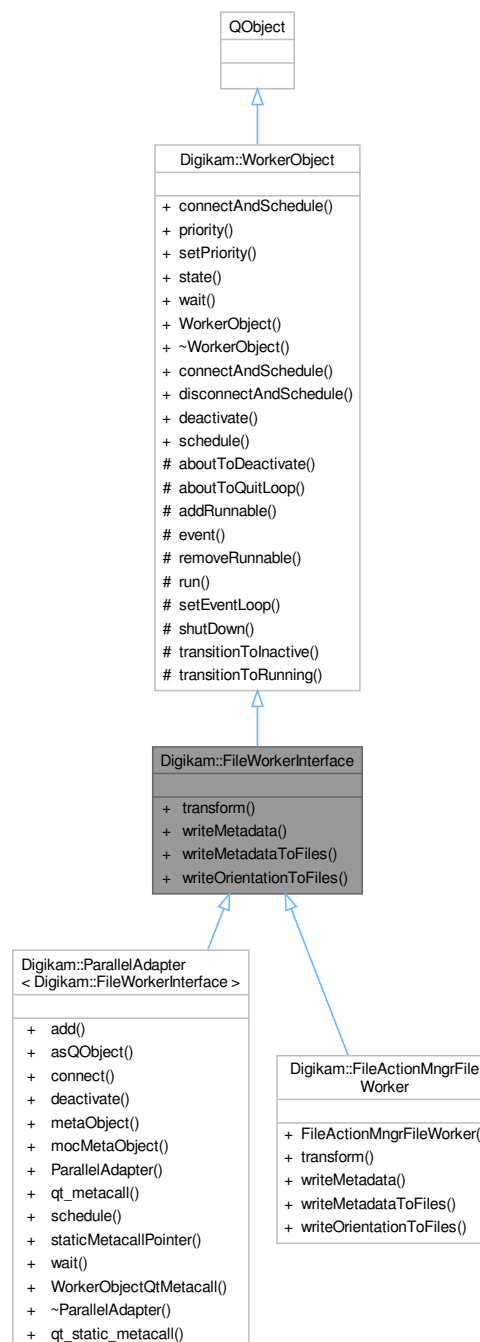 QObject
Digikam::WorkerObject
+ connectAndSchedule()
+ priority()
+ setPriority()
+ state()
+ wait()
+ WorkerObject()
+ ~WorkerObject()
+ connectAndSchedule()
+ disconnectAndSchedule()
+ deactivate()
+ schedule()
# aboutToDeactivate()
# aboutToQuitLoop()
# addRunnable()
# event()
# removeRunnable()
# run()
# setEventLoop()
# shutDown()
# transitionToInactive()
# transitionToRunning()
Digikam::FileWorkerInterface
+ transform()
+ writeMetadata()
+ writeMetadataToFiles()
+ writeOrientationToFiles()
Digikam::ParallelAdapter
< Digikam::FileWorkerInterface >
+ add()
+ asQObject()
+ connect()
+ deactivate()
+ metaObject()
+ mocMetaObject()
+ ParallelAdapter()
+ qt_metacall()
+ schedule()
+ staticMetacallPointer()
+ wait()
+ WorkerObjectQtMetacall()
+ ~ParallelAdapter()
+ qt_static_metacall()
Digikam::FileActionMngrFile
Worker
+ FileActionMngrFileWorker(
+ transform()
+ writeMetadata()
+ writeMetadataToFiles()
+ writeOrientationToFiles()